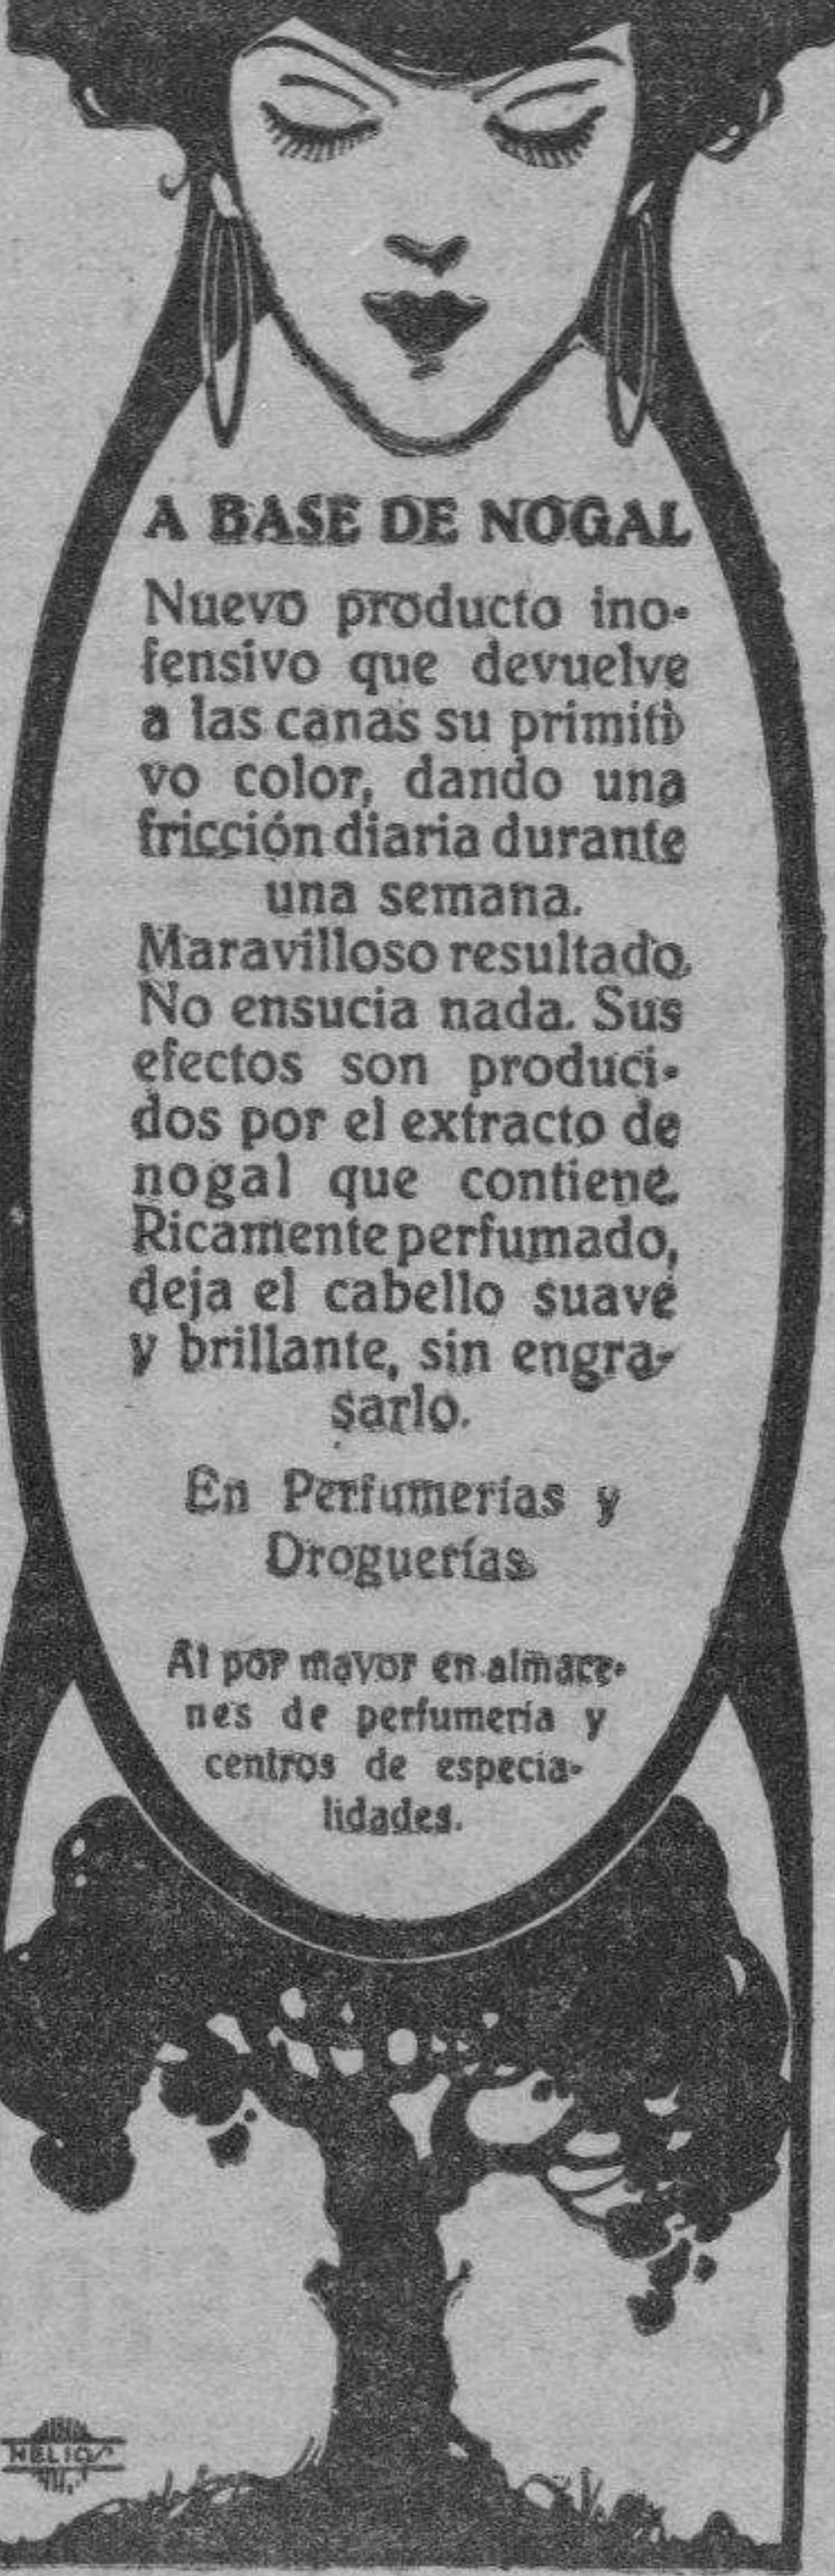 A BASE DE NOGAL
Nuevo producto ino-
fensivo que devuelve
a las canas su primiti-
vo color, dando una
fricción diaria durante
una semana.
Maravilloso resultado.
No ensucia nada. Sus
efectos son produci-
dos por el extracto de
nogal que contiene.
Ricamente perfumado,
deja el cabello suave
y brillante, sin engra-
sarlo.
En Perfumerías y
Droguerías.
Al por mayor en almace-
nes de perfumería y
centros de especia-
lidades.
HELIOS